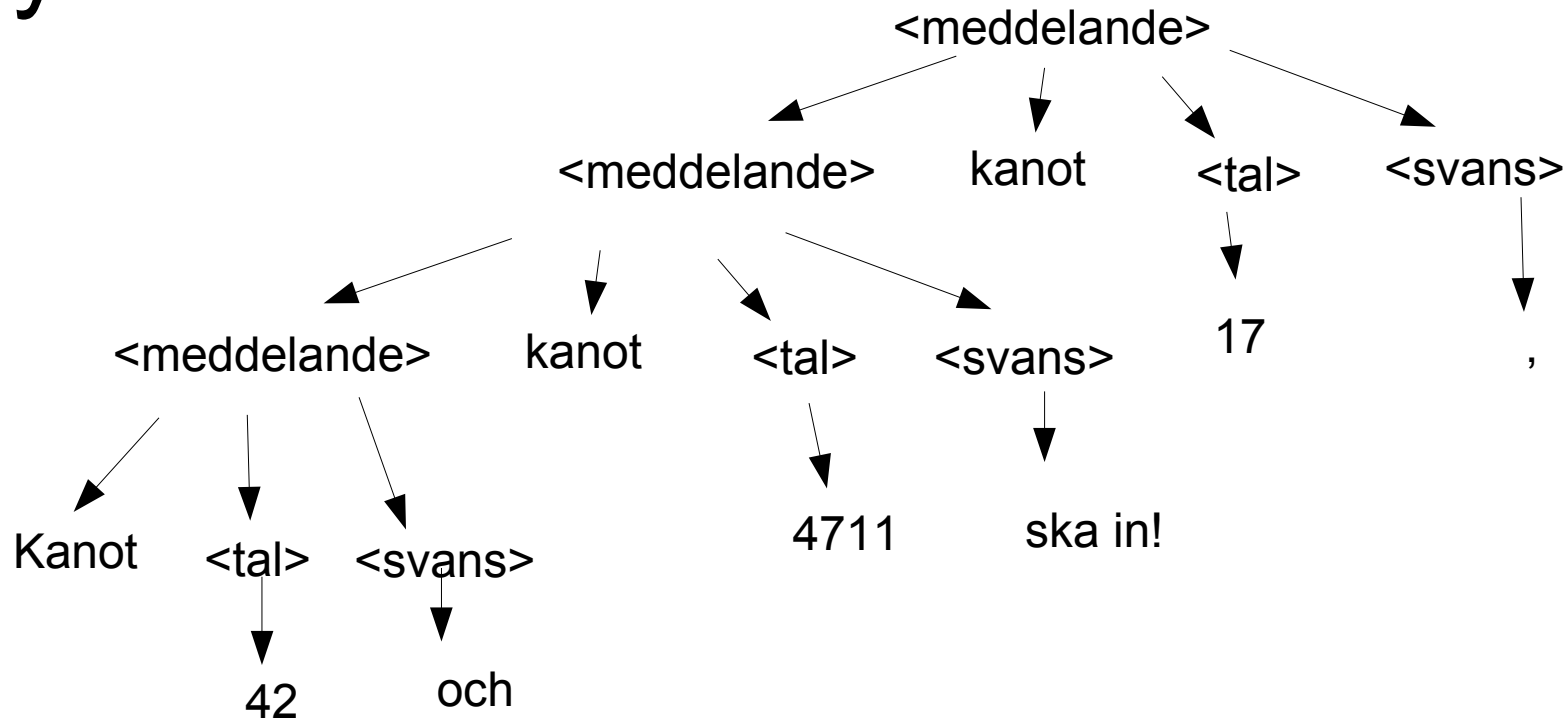 <meddelande>
<meddelande> kanot <tal> <svans>
<meddelande> kanot <tal> <svans> 17 ,
Kanot <tal> <svans> 4711 ska in!
42 och